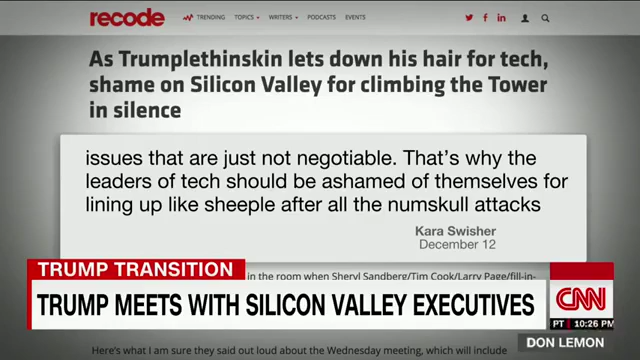 recode
TRENDING TOPICS WRITERS PODCASTS EVENTS
As Trumplethinskin lets down his hair for tech,
shame on Silicon Valley for climbing the Tower
in silence
issues that are just not negotiable. That's why the
leaders of tech should be ashamed of themselves for
lining up like sheeple after all the numskull attacks
Kara Swisher
December 12
TRUMP TRANSITION
in the room when Sheryl Sandberg/Tim Cook/Larry Page/fill-in-
TRUMP MEETS WITH SILICON VALLEY EXECUTIVES
CNN
PT 10:26 PM
DON LEMON
Here's what I am sure they said out loud about the Wednesday meeting, which will include